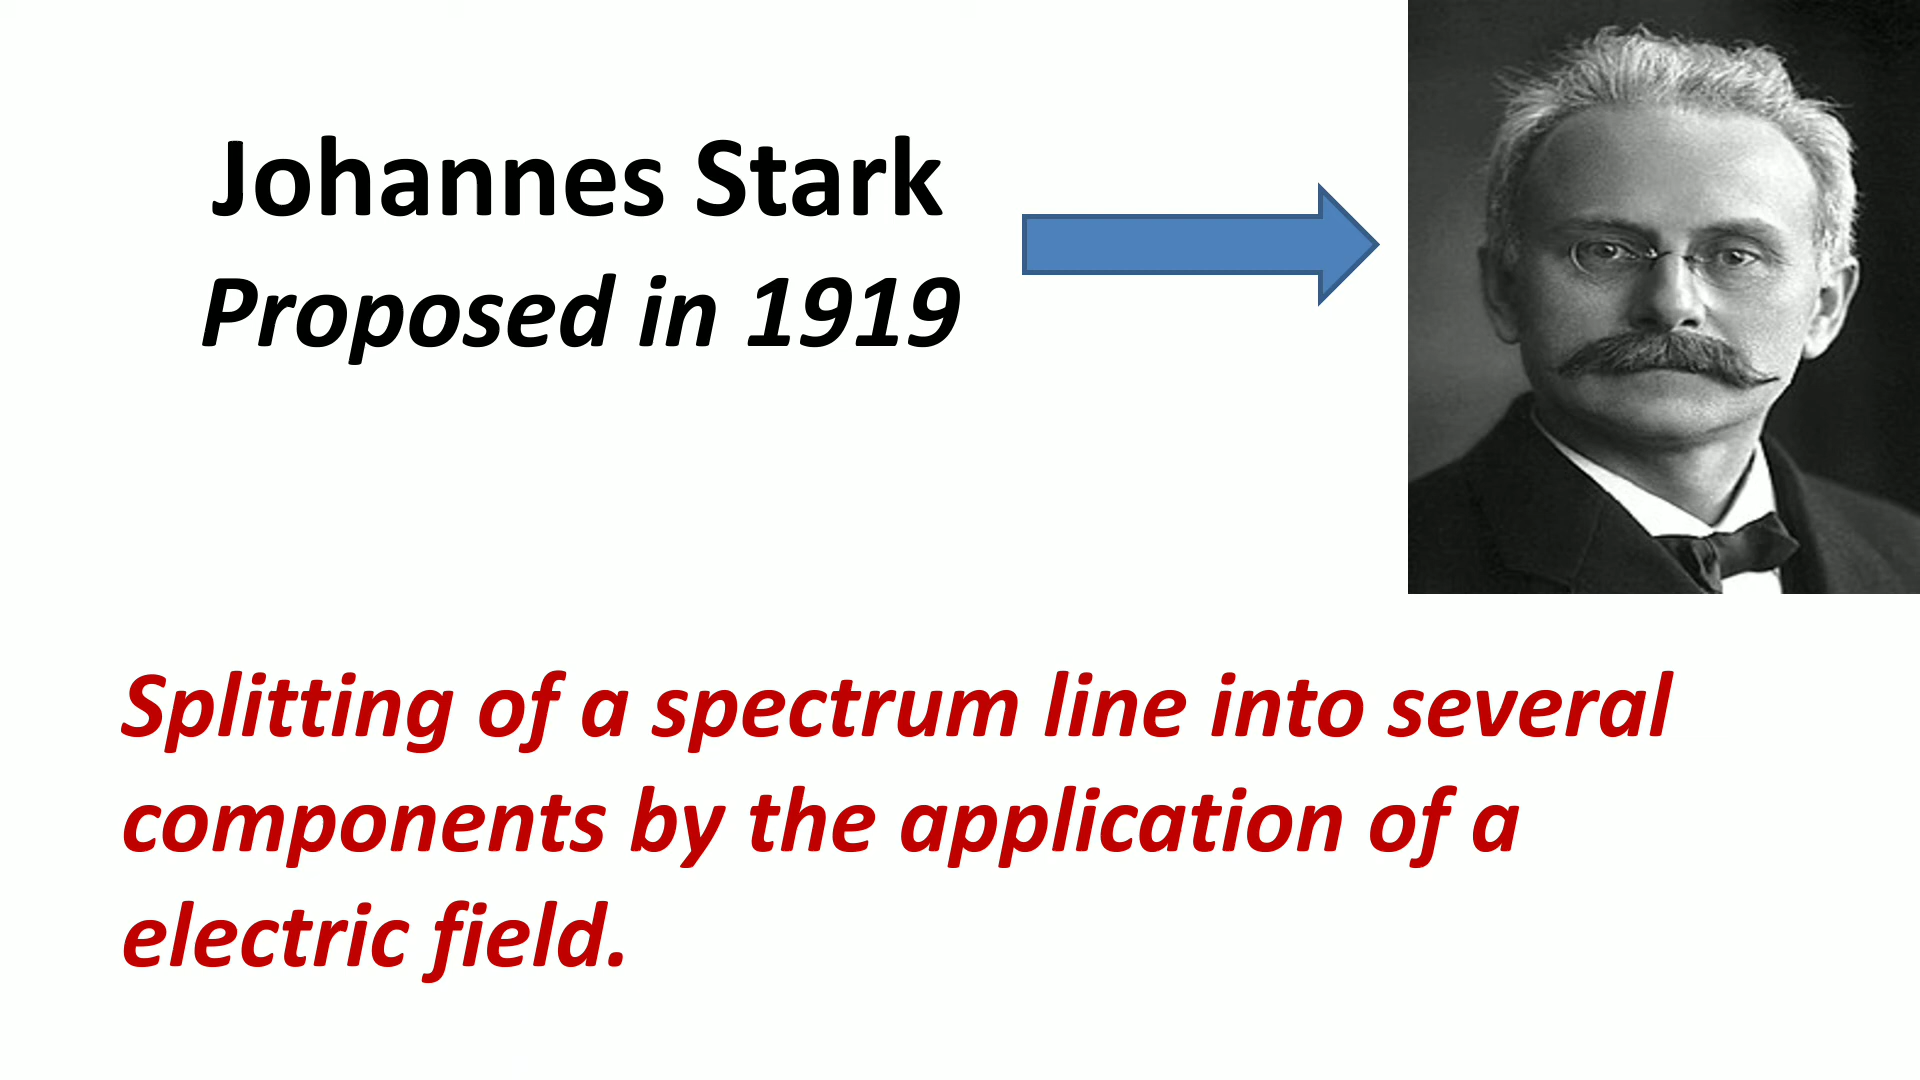 Johannes Stark
Proposed in 1919
Splitting of a spectrum line into several
components by the application of a
electric field.